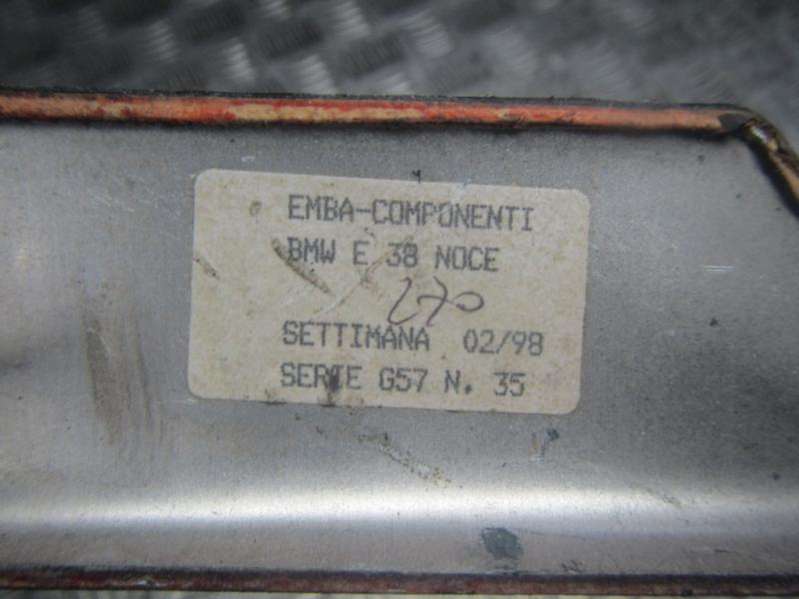 EMBA-COMPONENTI
BMW E 38 NOCE
270
SETTIMANA 02/98
SERIE G57 N. 35